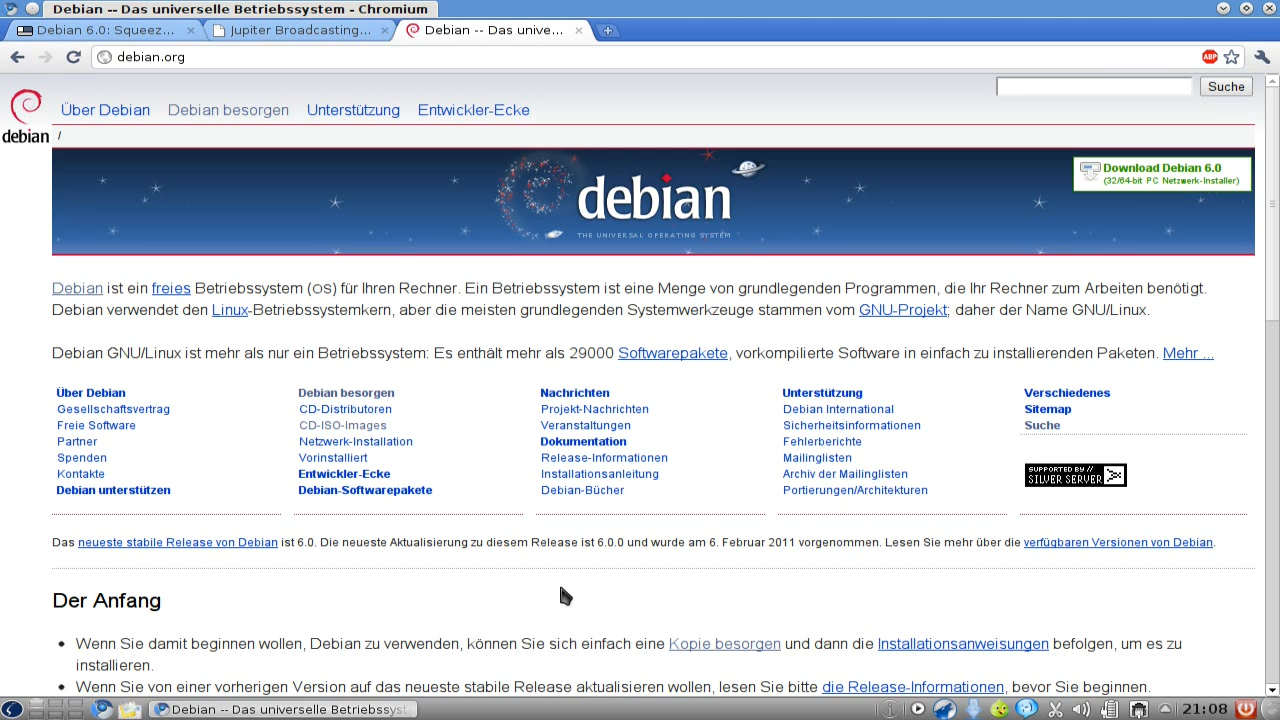 Debian -- Das universelle Betriebssystem - Chromium
Debian 6.0: Squeez...
Jupiter Broadcasting...
Debian -- Das unive...
debian.org
ABP
Suche
Über Debian
Debian besorgen
Unterstützung
Entwickler-Ecke
debian
/
debian
THE UNIVERSAL OPERATING SYSTEM
Download Debian 6.0
(32/64-bit PC Netzwerk-Installer)
Debian ist ein freies Betriebssystem (OS) für Ihren Rechner. Ein Betriebssystem ist eine Menge von grundlegenden Programmen, die Ihr Rechner zum Arbeiten benötigt.
Debian verwendet den Linux-Betriebssystemkern, aber die meisten grundlegenden Systemwerkzeuge stammen vom GNU-Projekt; daher der Name GNU/Linux.
Debian GNU/Linux ist mehr als nur ein Betriebssystem: Es enthält mehr als 29000 Softwarepakete, vorkompilierte Software in einfach zu installierenden Paketen. Mehr ...
Über Debian
Gesellschaftsvertrag
Freie Software
Partner
Spenden
Kontakte
Debian unterstützen
Debian besorgen
CD-Distributoren
CD-ISO-Images
Netzwerk-Installation
Vorinstalliert
Entwickler-Ecke
Debian-Softwarepakete
Nachrichten
Projekt-Nachrichten
Veranstaltungen
Dokumentation
Release-Informationen
Installationsanleitung
Debian-Bücher
Unterstützung
Debian International
Sicherheitsinformationen
Fehlerberichte
Mailinglisten
Archiv der Mailinglisten
Portierungen/Architekturen
Verschiedenes
Sitemap
Suche
SUPPORTED BY //
SILVER SERVER
Das neueste stabile Release von Debian ist 6.0. Die neueste Aktualisierung zu diesem Release ist 6.0.0 und wurde am 6. Februar 2011 vorgenommen. Lesen Sie mehr über die verfügbaren Versionen von Debian.
Der Anfang
Wenn Sie damit beginnen wollen, Debian zu verwenden, können Sie sich einfach eine Kopie besorgen und dann die Installationsanweisungen befolgen, um es zu
installieren.
Wenn Sie von einer vorherigen Version auf das neueste stabile Release aktualisieren wollen, lesen Sie bitte die Release-Informationen, bevor Sie beginnen.
Debian -- Das universelle Betriebssyst
21:08